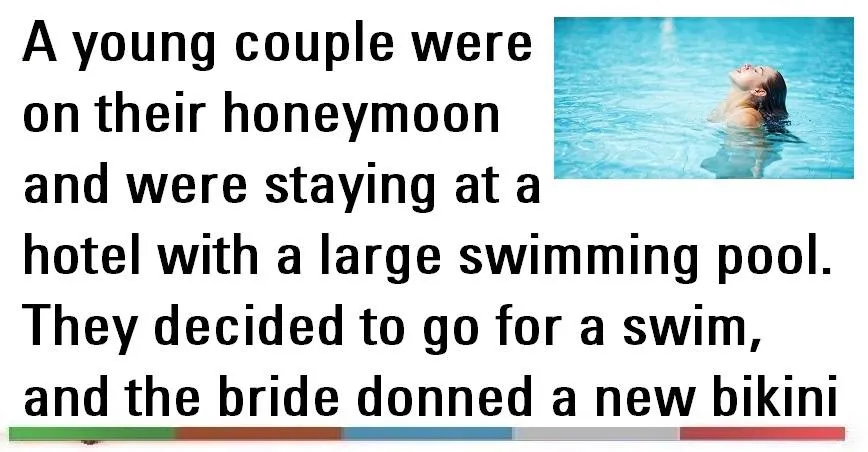 A young couple were
on their honeymoon
and were staying at a
hotel with a large swimming pool.
They decided to go for a swim,
and the bride donned a new bikini